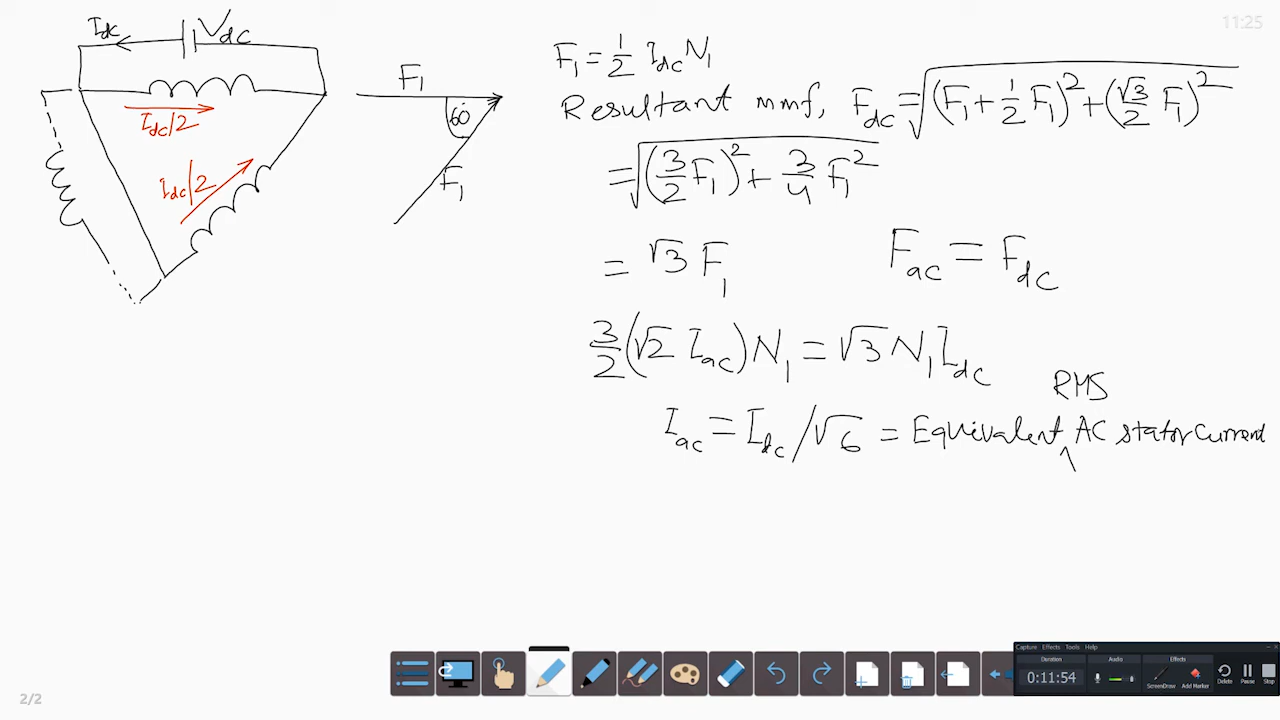 11:25
Idc Vdc
Idc/2
Idc/2
F₁
60°
F₁
F₁ = 1/2 Idc N₁
Resultant mmf, Fdc = √((F₁ + 1/2 F₁)² + (√3/2 F₁)²)
= √((3/2 F₁)² + 3/4 F₁²)
= √3 F₁
Fac = Fdc
3/2 (√2 Iac) N₁ = √3 N₁ Idc
RMS
Iac = Idc/√6 = Equivalent ^ AC stator current
2/2
Capture Effects Tools Help
Duration Audio Effects
0:11:54
ScreenDraw Add Marker Delete Pause Stop